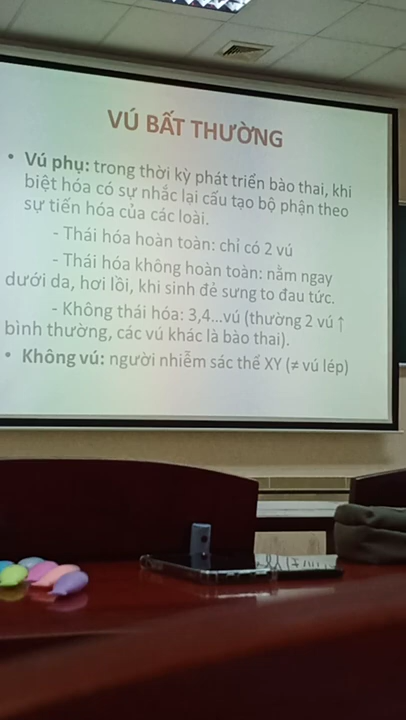 VÚ BẤT THƯỜNG
• Vú phụ: trong thời kỳ phát triển bào thai, khi
biệt hóa có sự nhắc lại cấu tạo bộ phận theo
sự tiến hóa của các loài.
- Thái hóa hoàn toàn: chỉ có 2 vú
- Thái hóa không hoàn toàn: nằm ngay
dưới da, hơi lồi, khi sinh đẻ sưng to đau tức.
- Không thái hóa: 3,4...vú (thường 2 vú ↑
bình thường, các vú khác là bào thai).
• Không vú: người nhiễm sác thể XY (≠ vú lép)